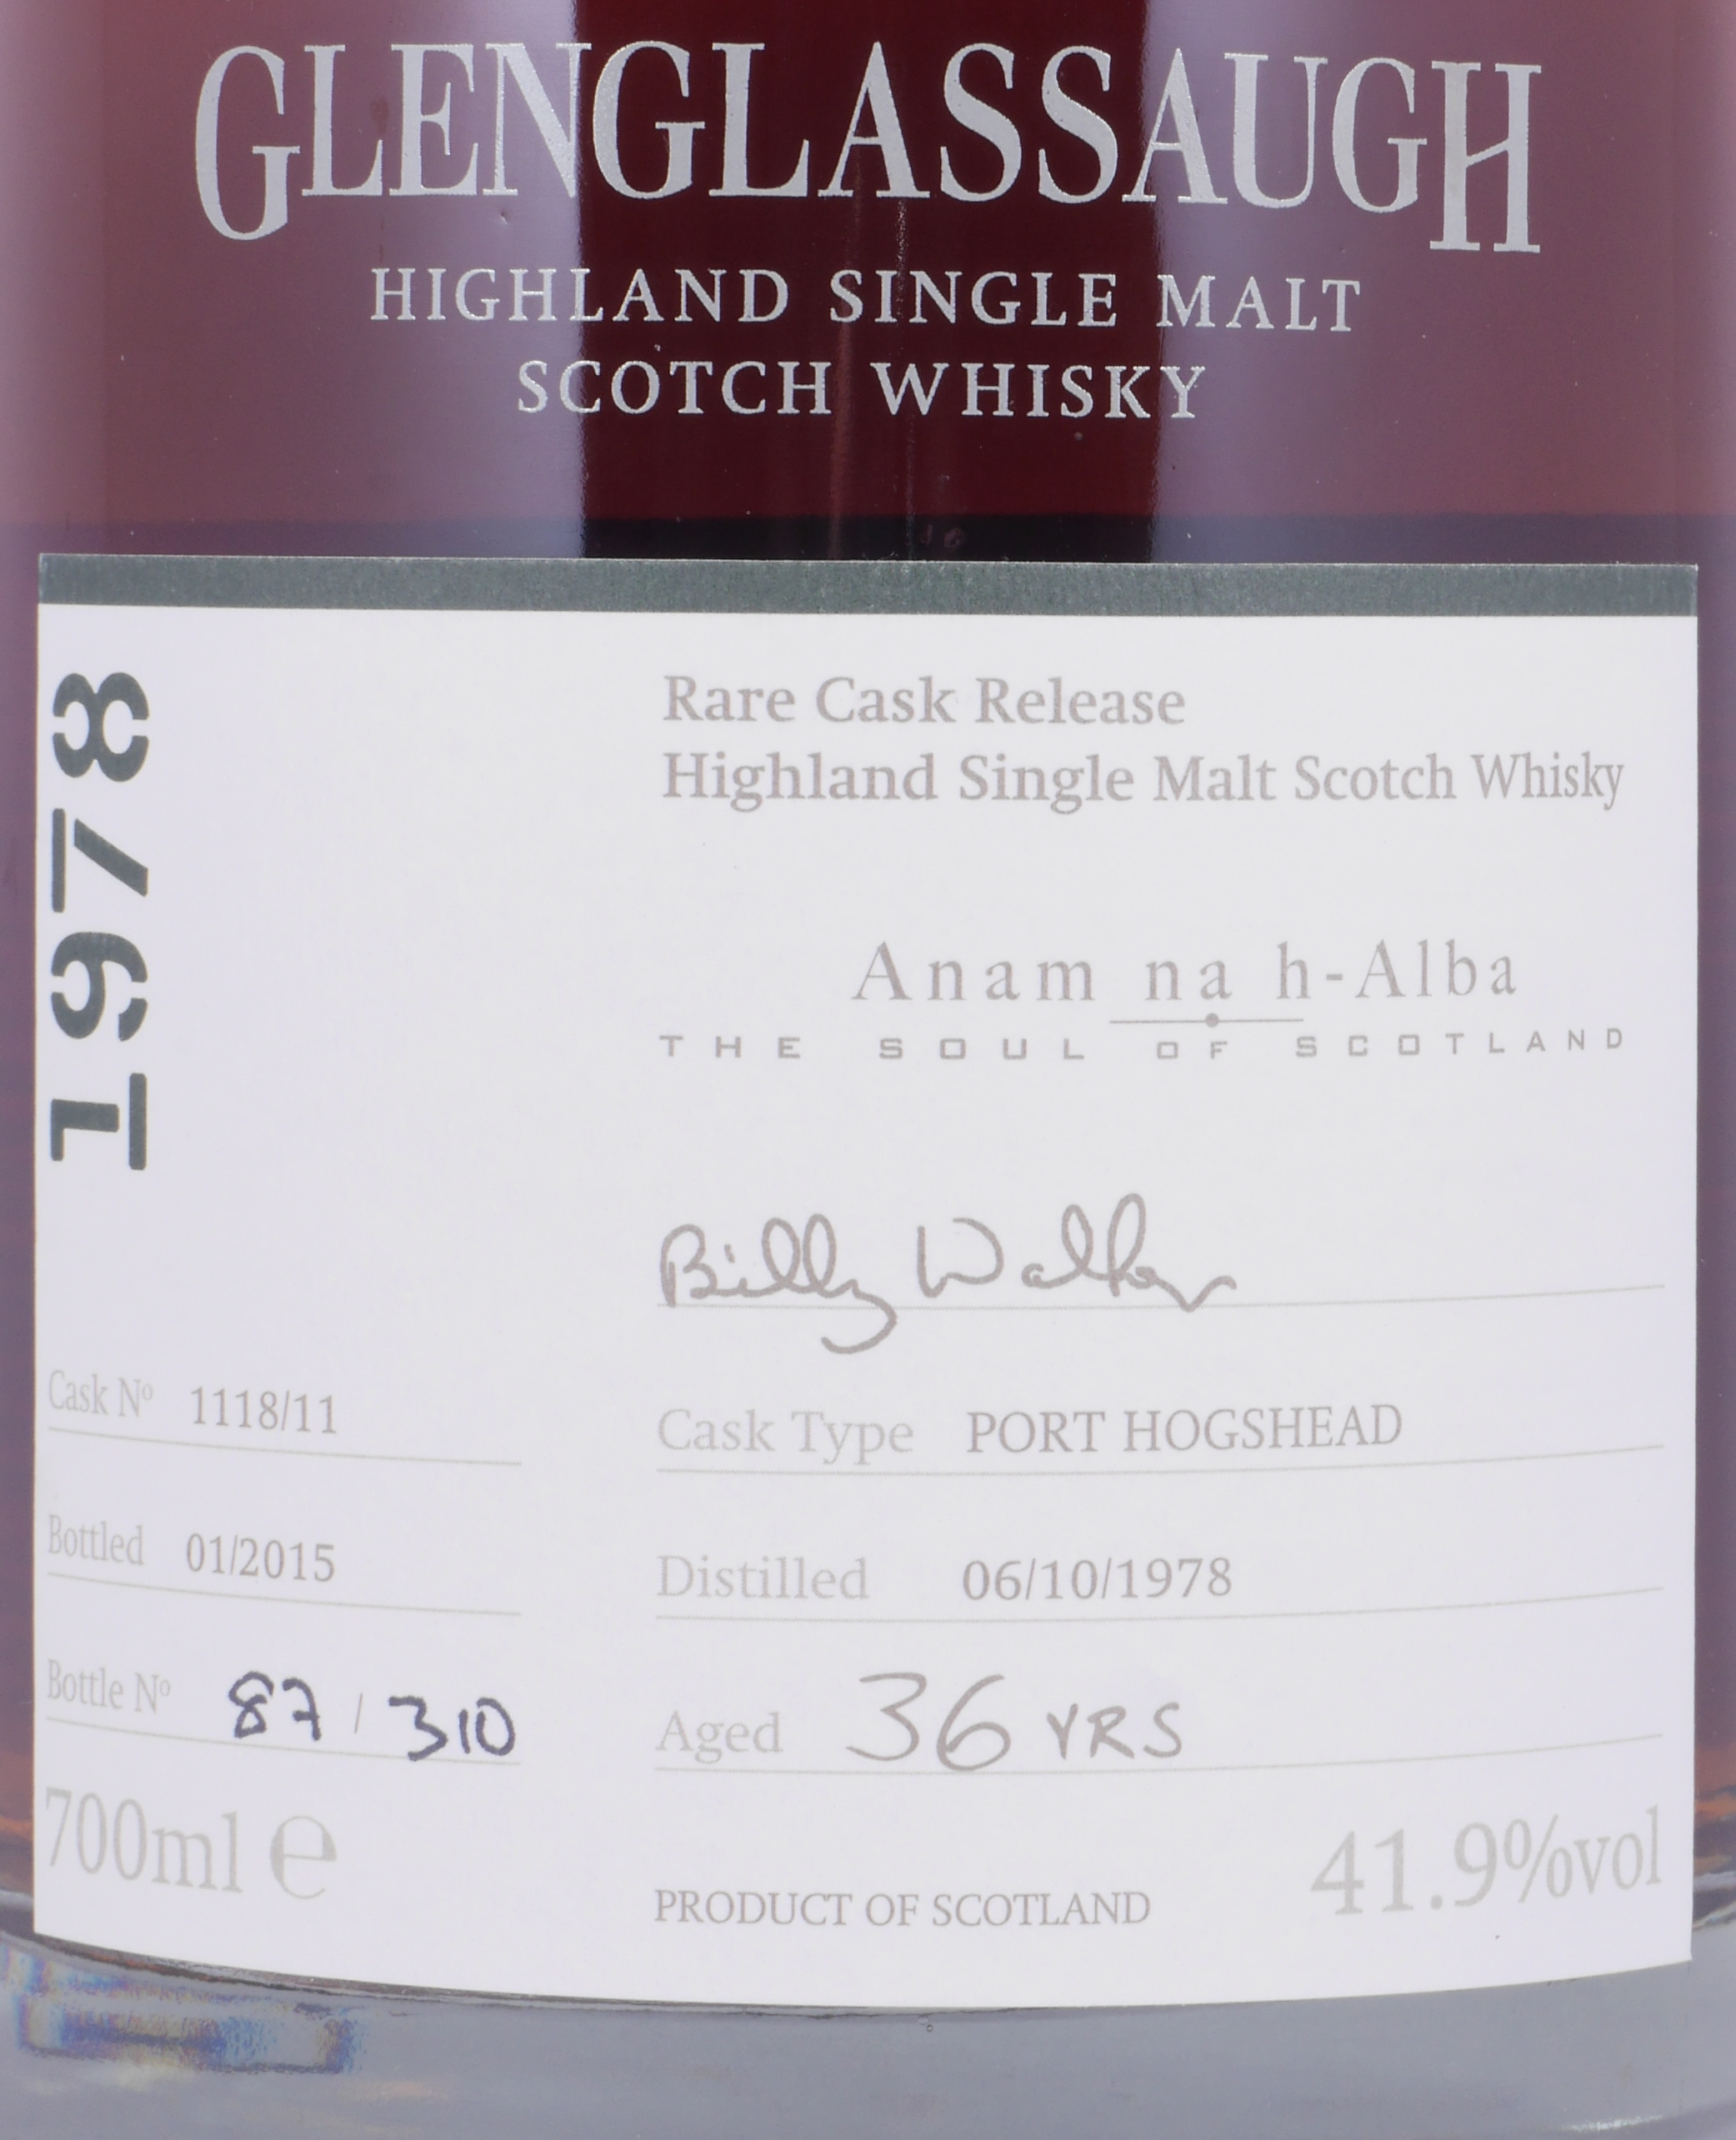 GLENGLASSAUGH
HIGHLAND SINGLE MALT
SCOTCH WHISKY
1978
Rare Cask Release
Highland Single Malt Scotch Whisky
Anam na h-Alba
THE SOUL OF SCOTLAND
Billy Walker
Cask Nº 1118/11
Cask Type PORT HOGSHEAD
Bottled 01/2015
Distilled 06/10/1978
Bottle Nº 87 / 310
Aged 36 YRS
700ml e
PRODUCT OF SCOTLAND
41.9%vol